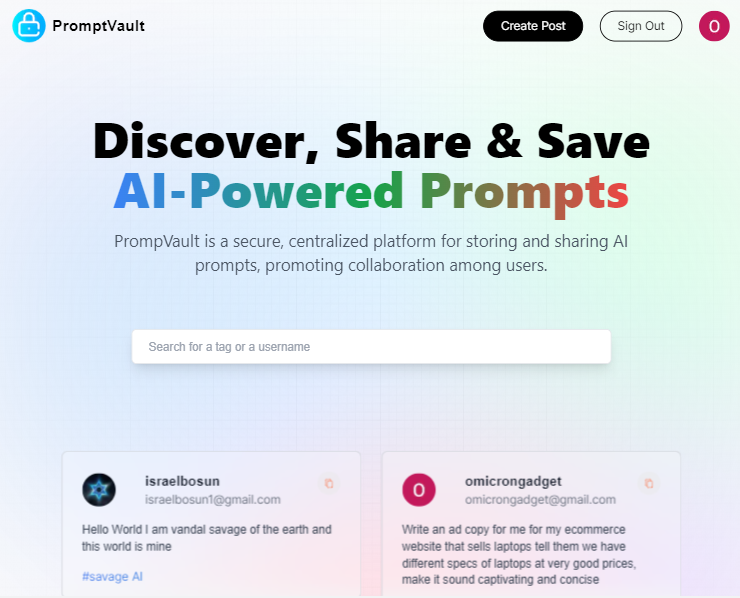 PromptVault
Create Post
Sign Out
O
Discover, Share & Save
AI-Powered Prompts
PrompVault is a secure, centralized platform for storing and sharing AI
prompts, promoting collaboration among users.
Search for a tag or a username
israelbosun
israelbosun1@gmail.com
Hello World I am vandal savage of the earth and
this world is mine
#savage AI
O
omicrongadget
omicrongadget@gmail.com
Write an ad copy for me for my ecommerce
website that sells laptops tell them we have
different specs of laptops at very good prices,
make it sound captivating and concise